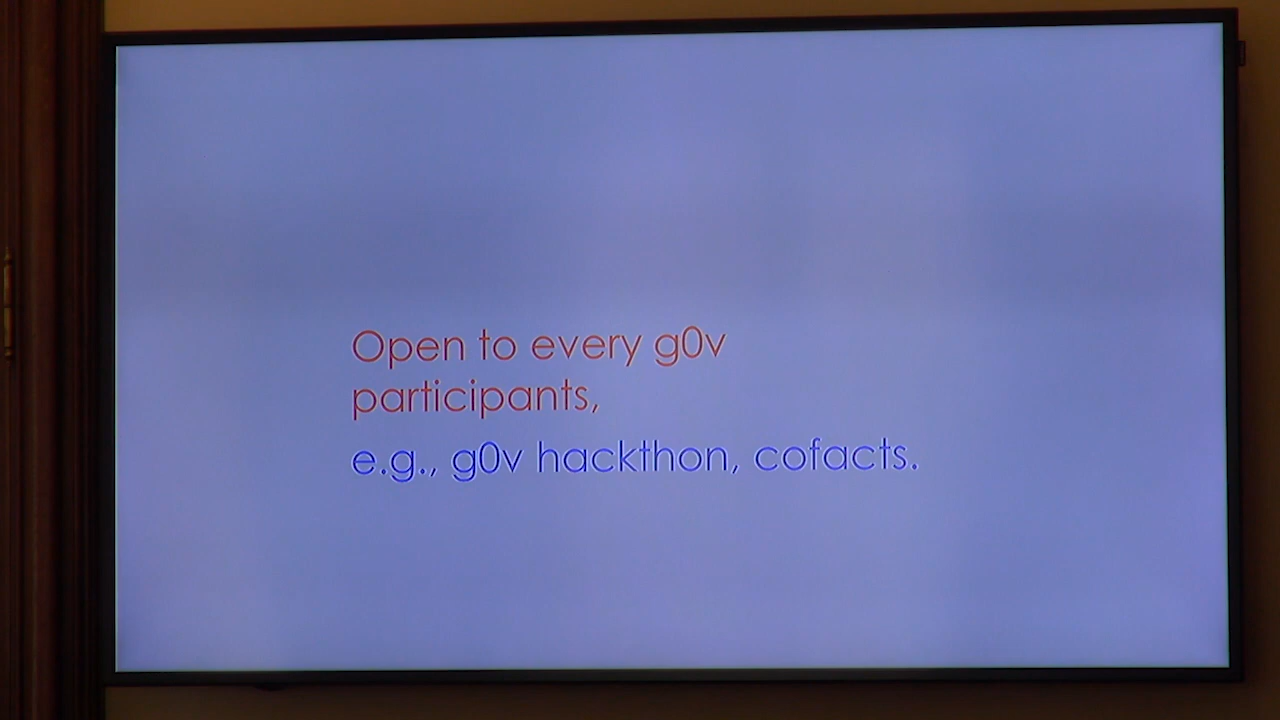 Open to every g0v
participants,
e.g., g0v hackthon, cofacts.